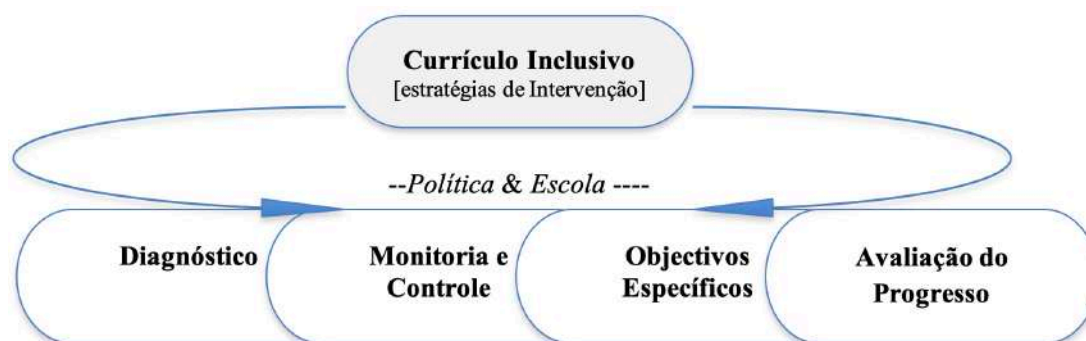 Currículo Inclusivo
[estratégias de Intervenção]
--Política & Escola ----
Diagnóstico
Monitoria e
Controle
Objectivos
Específicos
Avaliação do
Progresso